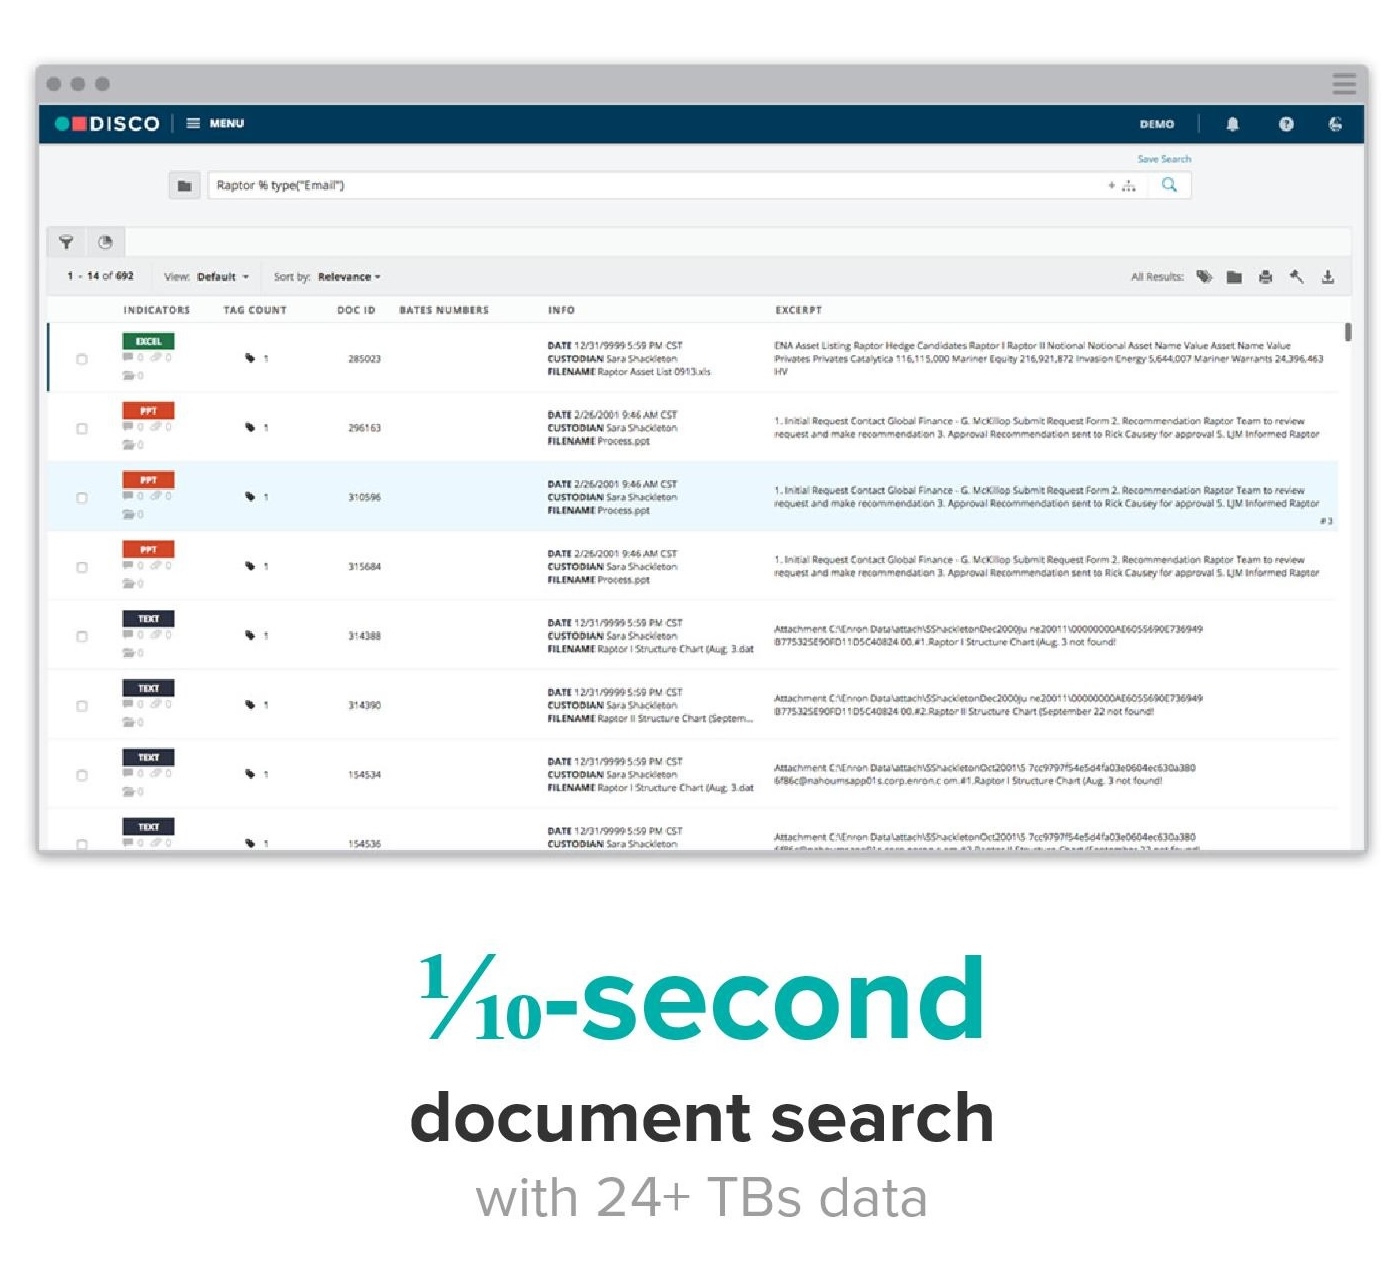 DISCO MENU DEMO
Save Search
Raptor % type("Email")
1 - 14 of 692 View: Default Sort by: Relevance All Results:
INDICATORS TAG COUNT DOC ID BATES NUMBERS INFO EXCERPT
EXCEL
0 0
0
1
285023
DATE 12/31/9999 5:59 PM CST
CUSTODIAN Sara Shackleton
FILENAME Raptor Asset List 0913.xls
ENA Asset Listing Raptor Hedge Candidates Raptor I Raptor II Notional Notional Asset Name Value Asset Name Value
Privates Privates Catalytica 116,115,000 Mariner Equity 216,921,872 Invasion Energy 5,644,007 Mariner Warrants 24,396,463
HV
PPT
0 0
0
1
296163
DATE 2/26/2001 9:46 AM CST
CUSTODIAN Sara Shackleton
FILENAME Process.ppt
1. Initial Request Contact Global Finance - G. McKillop Submit Request Form 2. Recommendation Raptor Team to review
request and make recommendation 3. Approval Recommendation sent to Rick Causey for approval 5. LJM Informed Raptor
PPT
0 0
0
1
310596
DATE 2/26/2001 9:46 AM CST
CUSTODIAN Sara Shackleton
FILENAME Process.ppt
1. Initial Request Contact Global Finance - G. McKillop Submit Request Form 2. Recommendation Raptor Team to review
request and make recommendation 3. Approval Recommendation sent to Rick Causey for approval 5. LJM Informed Raptor
#3
PPT
0 0
0
1
315684
DATE 2/26/2001 9:46 AM CST
CUSTODIAN Sara Shackleton
FILENAME Process.ppt
1. Initial Request Contact Global Finance - G. McKillop Submit Request Form 2. Recommendation Raptor Team to review
request and make recommendation 3. Approval Recommendation sent to Rick Causey for approval 5. LJM Informed Raptor
TEXT
0 0
0
1
314388
DATE 12/31/9999 5:59 PM CST
CUSTODIAN Sara Shackleton
FILENAME Raptor I Structure Chart (Aug. 3.dat
Attachment C:\Enron Data\attach\SShackletonDec2000\Ju ne20011\00000000AE6055690E736949
B775325E90FD11D5C40824 00.#1.Raptor I Structure Chart (Aug. 3 not found!
TEXT
0 0
0
1
314390
DATE 12/31/9999 5:59 PM CST
CUSTODIAN Sara Shackleton
FILENAME Raptor II Structure Chart (Septem...
Attachment C:\Enron Data\attach\SShackletonDec2000\Ju ne20011\00000000AE6055690E736949
B775325E90FD11D5C40824 00.#2.Raptor II Structure Chart (September 22 not found!
TEXT
0 0
0
1
154534
DATE 12/31/9999 5:59 PM CST
CUSTODIAN Sara Shackleton
FILENAME Raptor I Structure Chart (Aug. 3.dat
Attachment C:\Enron Data\attach\SShackletonOct2001\5 7cc9797f54e5d4fa03e0604ec630a380
6f86c@nahoumsapp01s.corp.enron.c om.#1.Raptor I Structure Chart (Aug. 3 not found!
TEXT
0 0
1
154536
DATE 12/31/9999 5:59 PM CST
CUSTODIAN Sara Shackleton
Attachment C:\Enron Data\attach\SShackletonOct2001\5 7cc9797f54e5d4fa03e0604ec630a380
1/10-second
document search
with 24+ TBs data